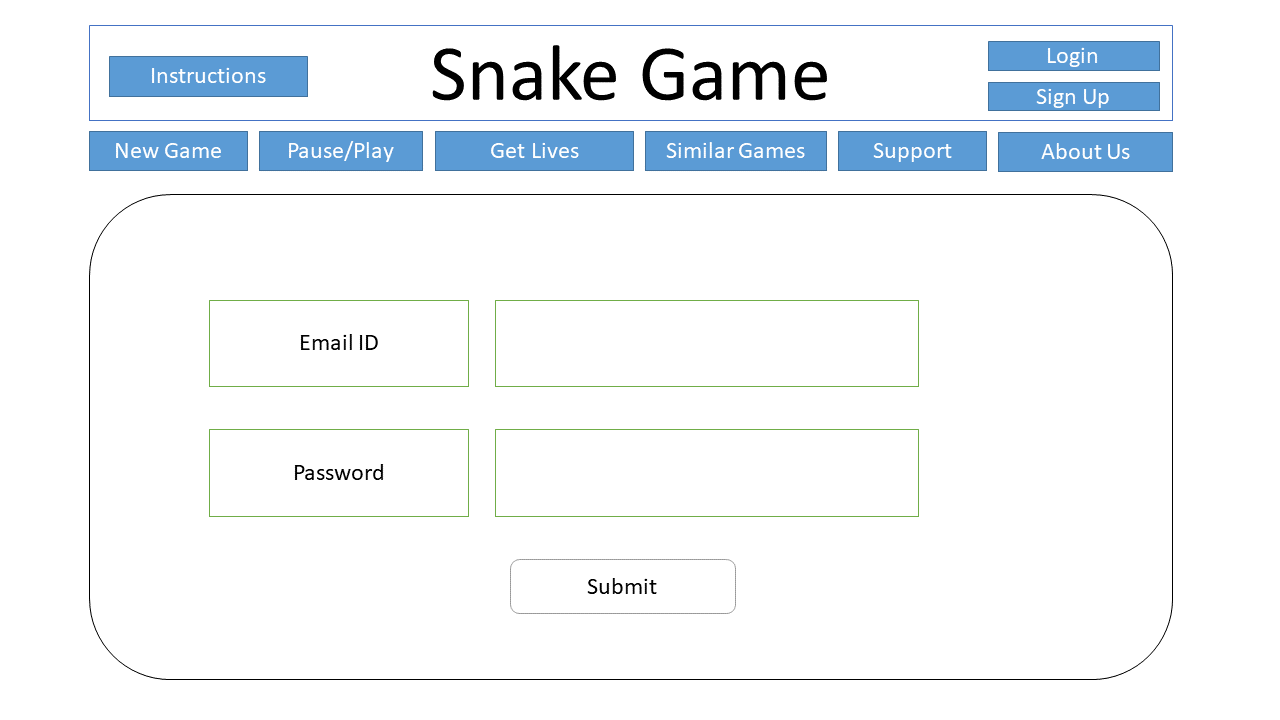 Instructions
Snake Game
Login
Sign Up
New Game
Pause/Play
Get Lives
Similar Games
Support
About Us
Email ID
Password
Submit